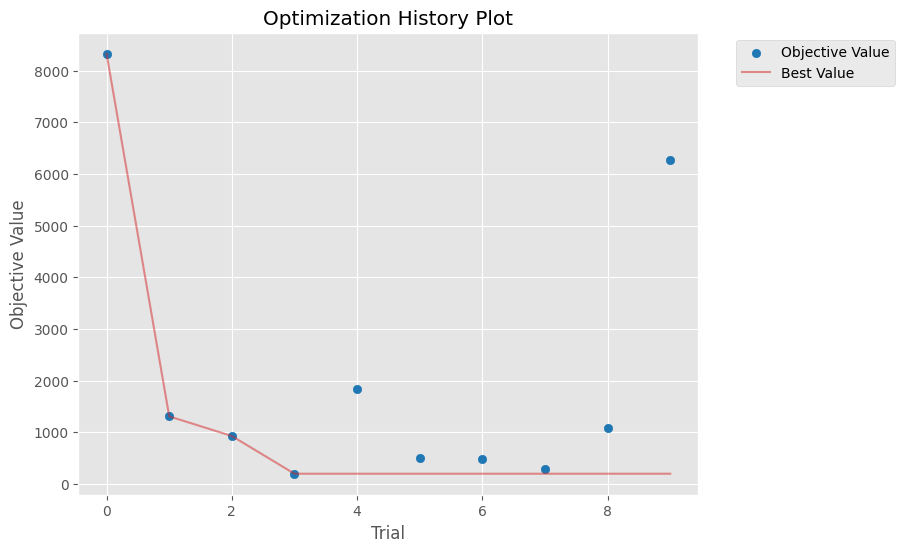 Optimization History Plot
Objective Value
Best Value
Objective Value
8000
7000
6000
5000
4000
3000
2000
1000
0
0 2 4 6 8
Trial